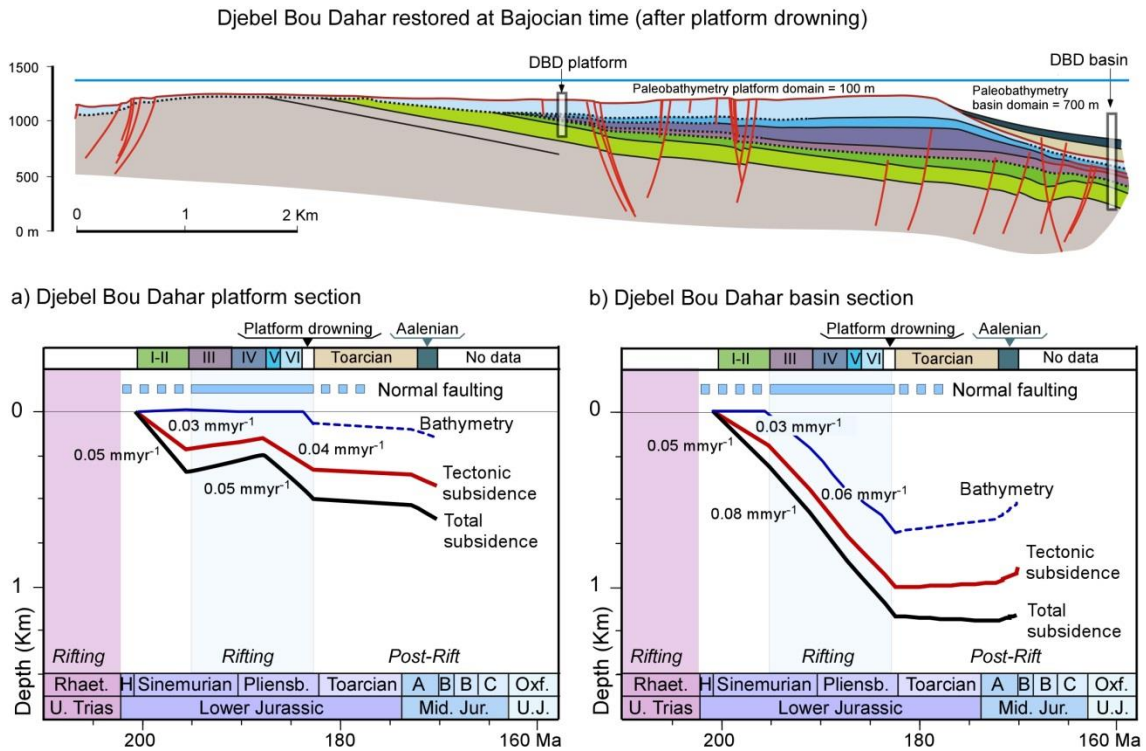 Djebel Bou Dahar restored at Bajocian time (after platform drowning)
1500
1000
500
0 m
DBD platform
DBD basin
Paleobathymetry platform domain = 100 m
Paleobathymetry
basin domain = 700 m
0 1 2 Km
a) Djebel Bou Dahar platform section
Platform drowning
Aalenian
I-II III IV V VI Toarcian No data
Normal faulting
0
Bathymetry
0.03 mmyr-1
0.05 mmyr-1
0.04 mmyr-1
0.05 mmyr-1
Tectonic
subsidence
Total
subsidence
1
Depth (Km)
Rifting Rifting Post-Rift
Rhaet. H Sinemurian Pliensb. Toarcian A B B C Oxf.
U. Trias Lower Jurassic Mid. Jur. U.J.
200 180 160 Ma
b) Djebel Bou Dahar basin section
Platform drowning
Aalenian
I-II III IV V VI Toarcian No data
Normal faulting
0
0.03 mmyr-1
0.05 mmyr-1
0.06 mmyr-1
0.08 mmyr-1
Bathymetry
Tectonic
subsidence
Total
subsidence
1
Depth (Km)
Rifting Rifting Post-Rift
Rhaet. H Sinemurian Pliensb. Toarcian A B B C Oxf.
U. Trias Lower Jurassic Mid. Jur. U.J.
200 180 160 Ma